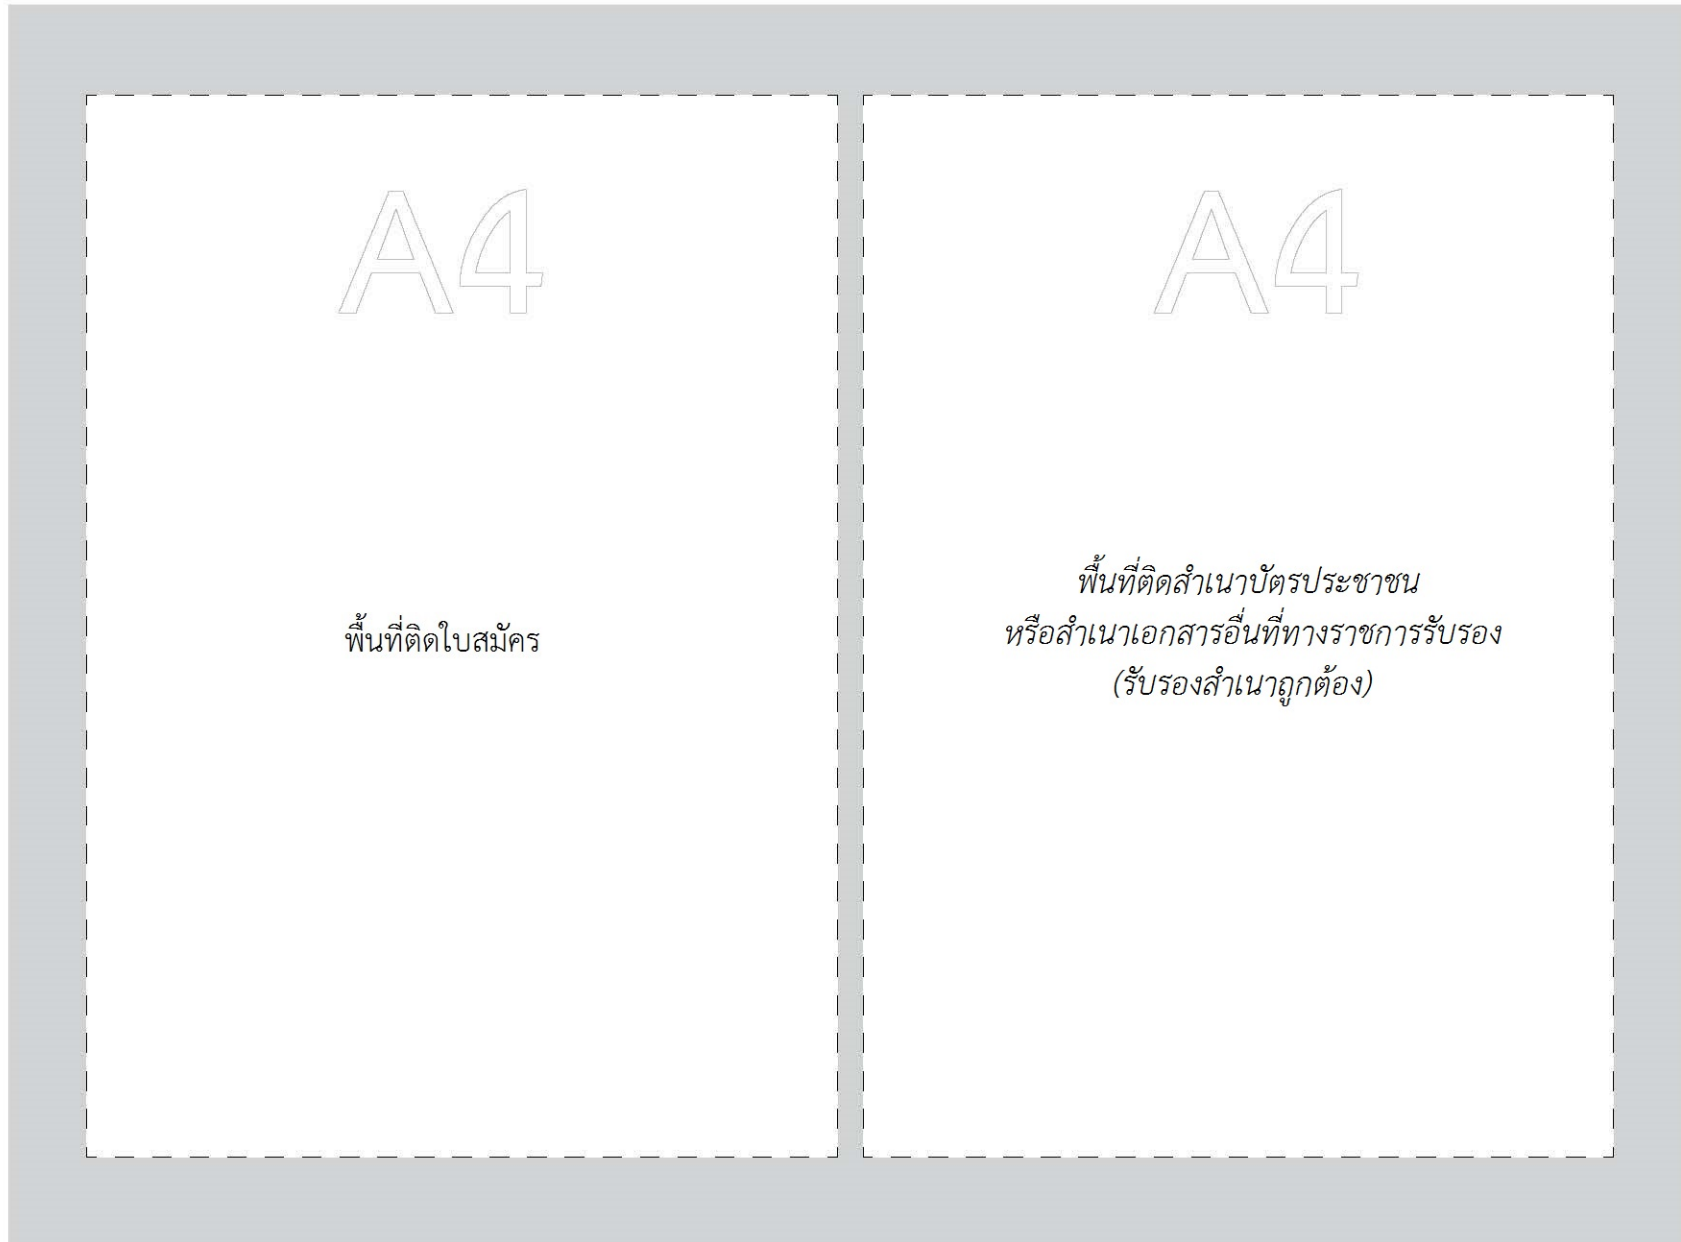 A4
พื้นที่ติดใบสมัคร
A4
พื้นที่ติดสำเนาบัตรประชาชน
หรือสำเนาเอกสารอื่นที่ทางราชการรับรอง
(รับรองสำเนาถูกต้อง)